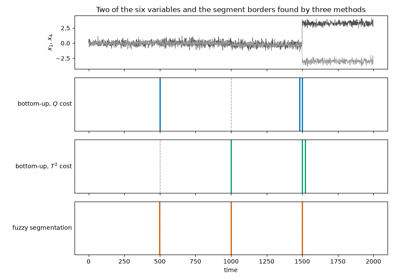 Two of the six variables and the segment borders found by three methods
x₁, x₄
2.5
0.0
−2.5
bottom-up, Q cost
bottom-up, T² cost
fuzzy segmentation
0 250 500 750 1000 1250 1500 1750 2000
time